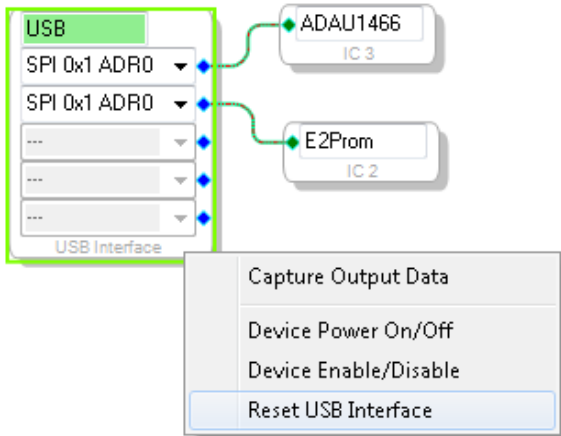 USB
SPI 0x1 ADR0
SPI 0x1 ADR0
---
---
---
USB Interface
ADAU1466
IC 3
E2Prom
IC 2
Capture Output Data
Device Power On/Off
Device Enable/Disable
Reset USB Interface